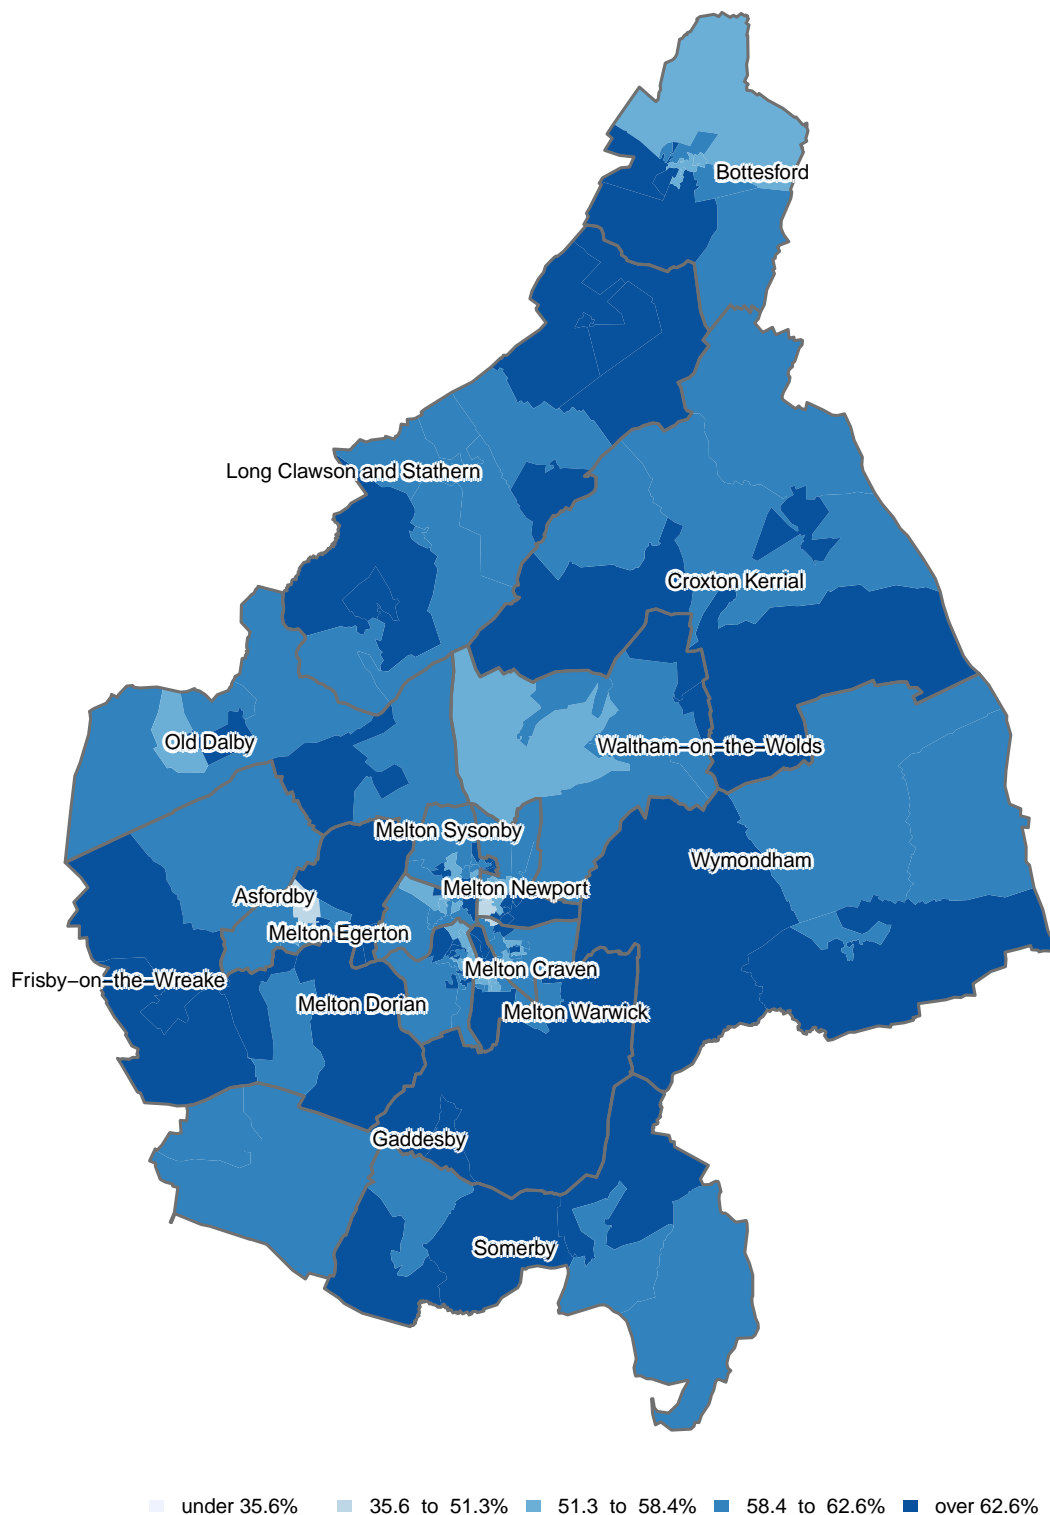 Bottesford
Long Clawson and Stathern
Croxton Kerrial
Old Dalby
Waltham−on−the−Wolds
Melton Sysonby
Wymondham
Melton Newport
Asfordby
Melton Egerton
Melton Craven
Frisby−on−the−Wreake
Melton Dorian
Melton Warwick
Gaddesby
Somerby
under 35.6%
35.6 to 51.3%
51.3 to 58.4%
58.4 to 62.6%
over 62.6%